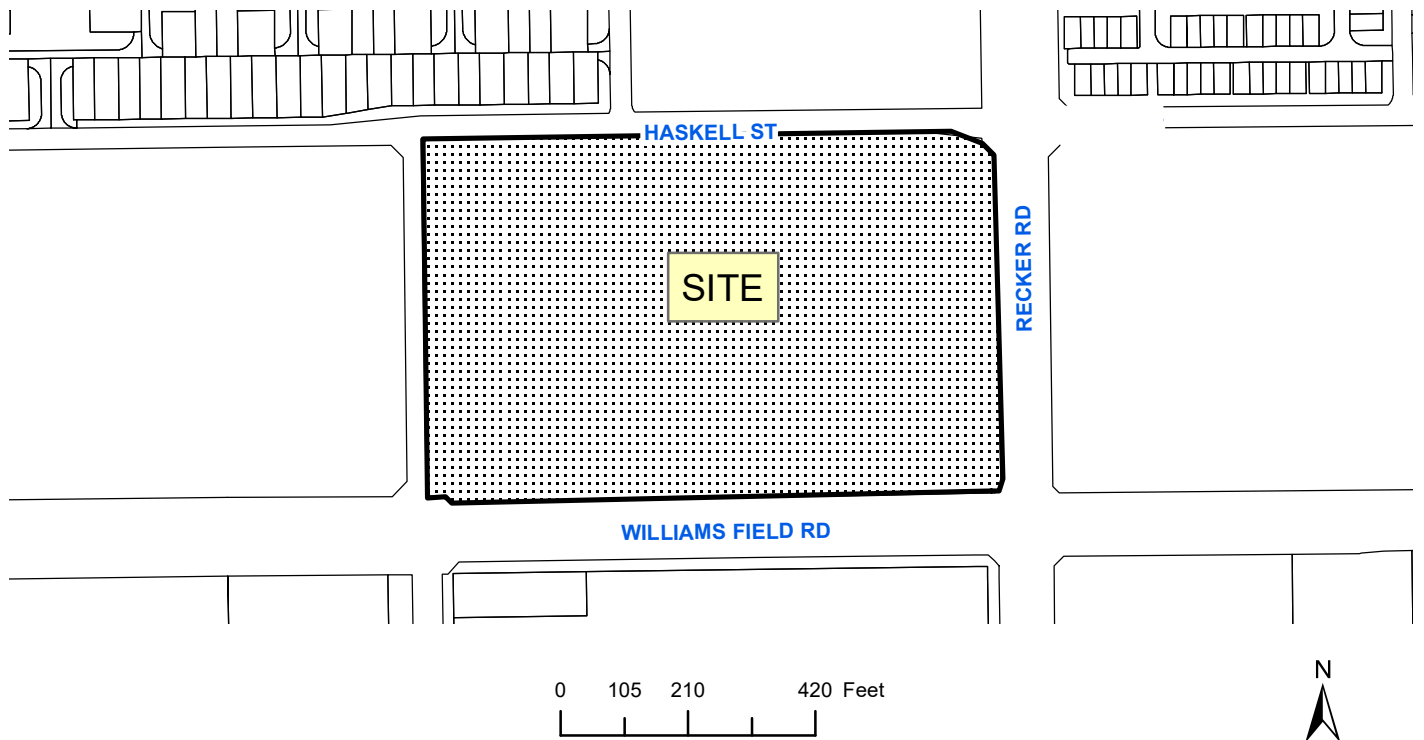 HASKELL ST
RECKER RD
SITE
WILLIAMS FIELD RD
0 105 210 420 Feet
N